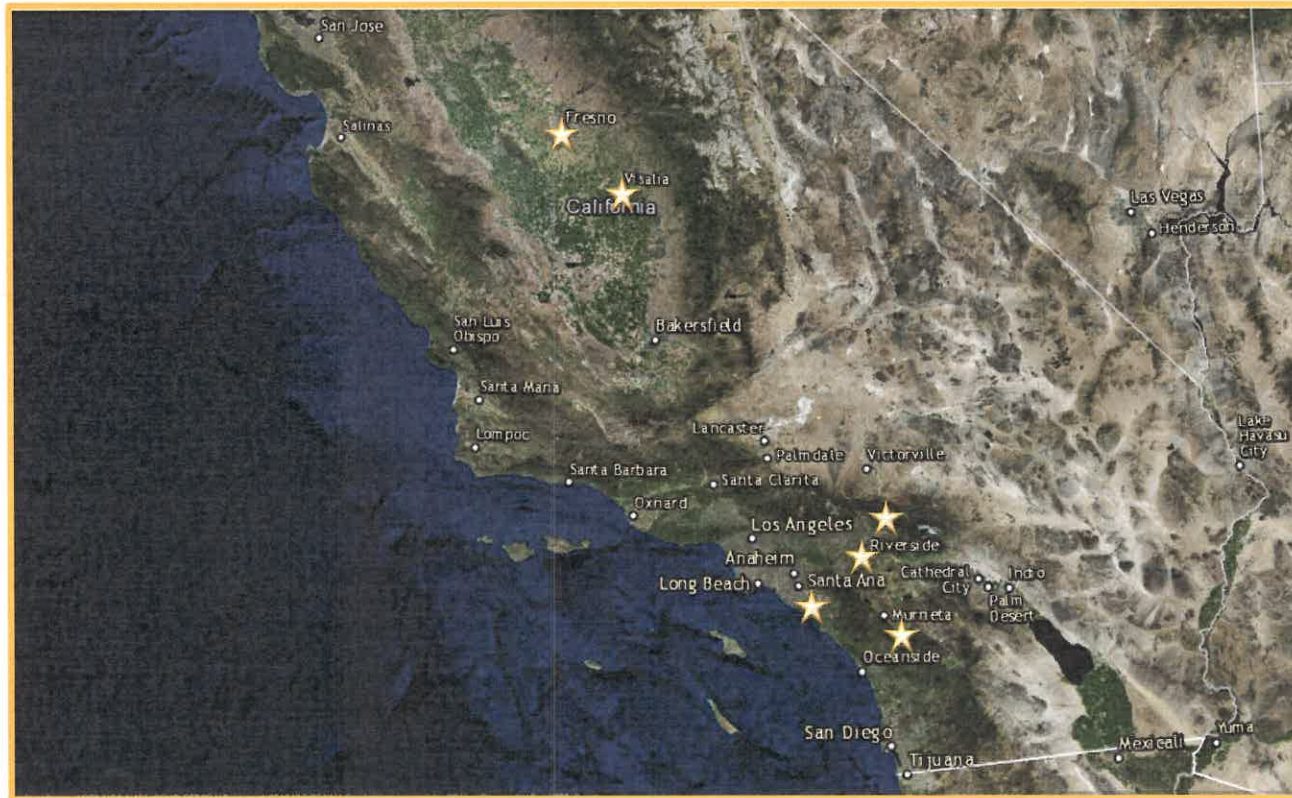 San Jose
Salinas
Fresno
Visalia
California
Las Vegas
Henderson
San Luis
Obispo
Bakersfield
Santa Maria
Lompoc
Lancaster
Palmdale
Victorville
Lake
Havasu
City
Santa Barbara
Santa Clarita
Oxnard
Los Angeles
Riverside
Anaheim
Long Beach
Santa Ana
Cathedral
City
Indio
Palm
Desert
Murrieta
Oceanside
San Diego
Tijuana
Mexicali
Yuma